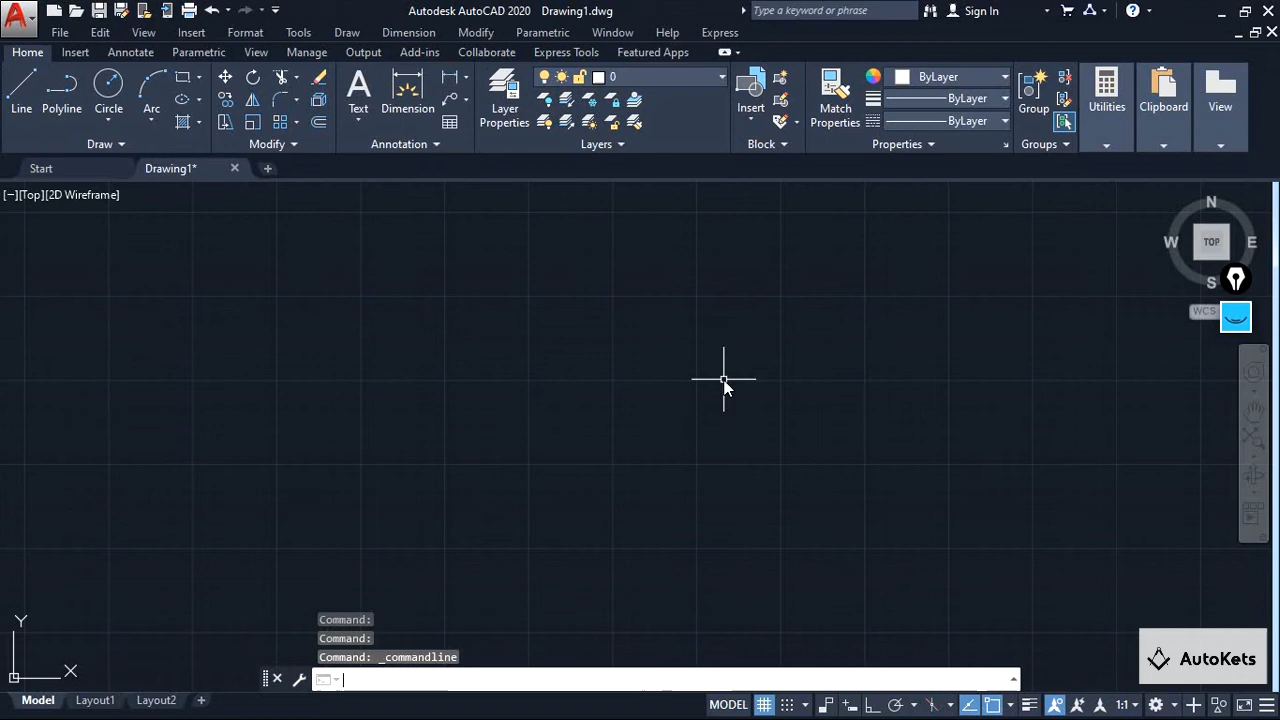 Autodesk AutoCAD 2020 Drawing1.dwg
Type a keyword or phrase
Sign In
File Edit View Insert Format Tools Draw Dimension Modify Parametric Window Help Express
Home Insert Annotate Parametric View Manage Output Add-ins Collaborate Express Tools Featured Apps
0
ByLayer
ByLayer
ByLayer
Line Polyline Circle Arc
Text Dimension
Layer
Properties
Insert
Match
Properties
Group
Utilities
Clipboard
View
Draw Modify Annotation Layers Block Properties Groups
Start
Drawing1*
[−][Top][2D Wireframe]
N
W TOP E
S
WCS
Y
X
Command:
Command:
Command: _commandline
AutoKets
Model Layout1 Layout2
MODEL
1:1